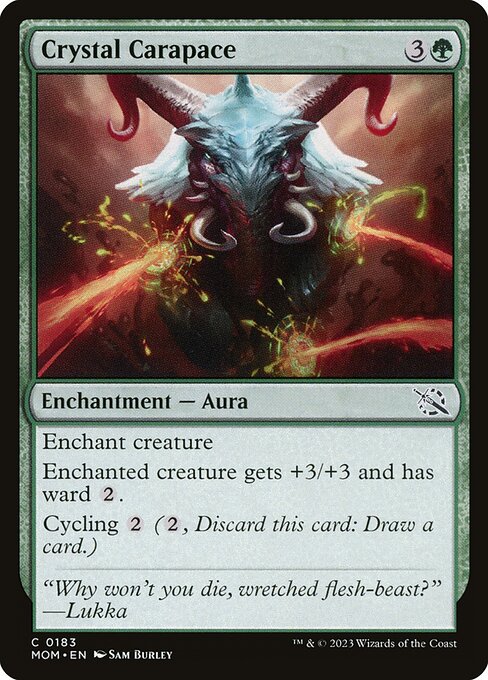 Crystal Carapace 3
Enchantment — Aura
Enchant creature
Enchanted creature gets +3/+3 and has
ward 2.
Cycling 2 (2, Discard this card: Draw a
card.)
“Why won’t you die, wretched flesh-beast?”
—Lukka
C 0183
MOM • EN Sam Burley
™ & © 2023 Wizards of the Coast